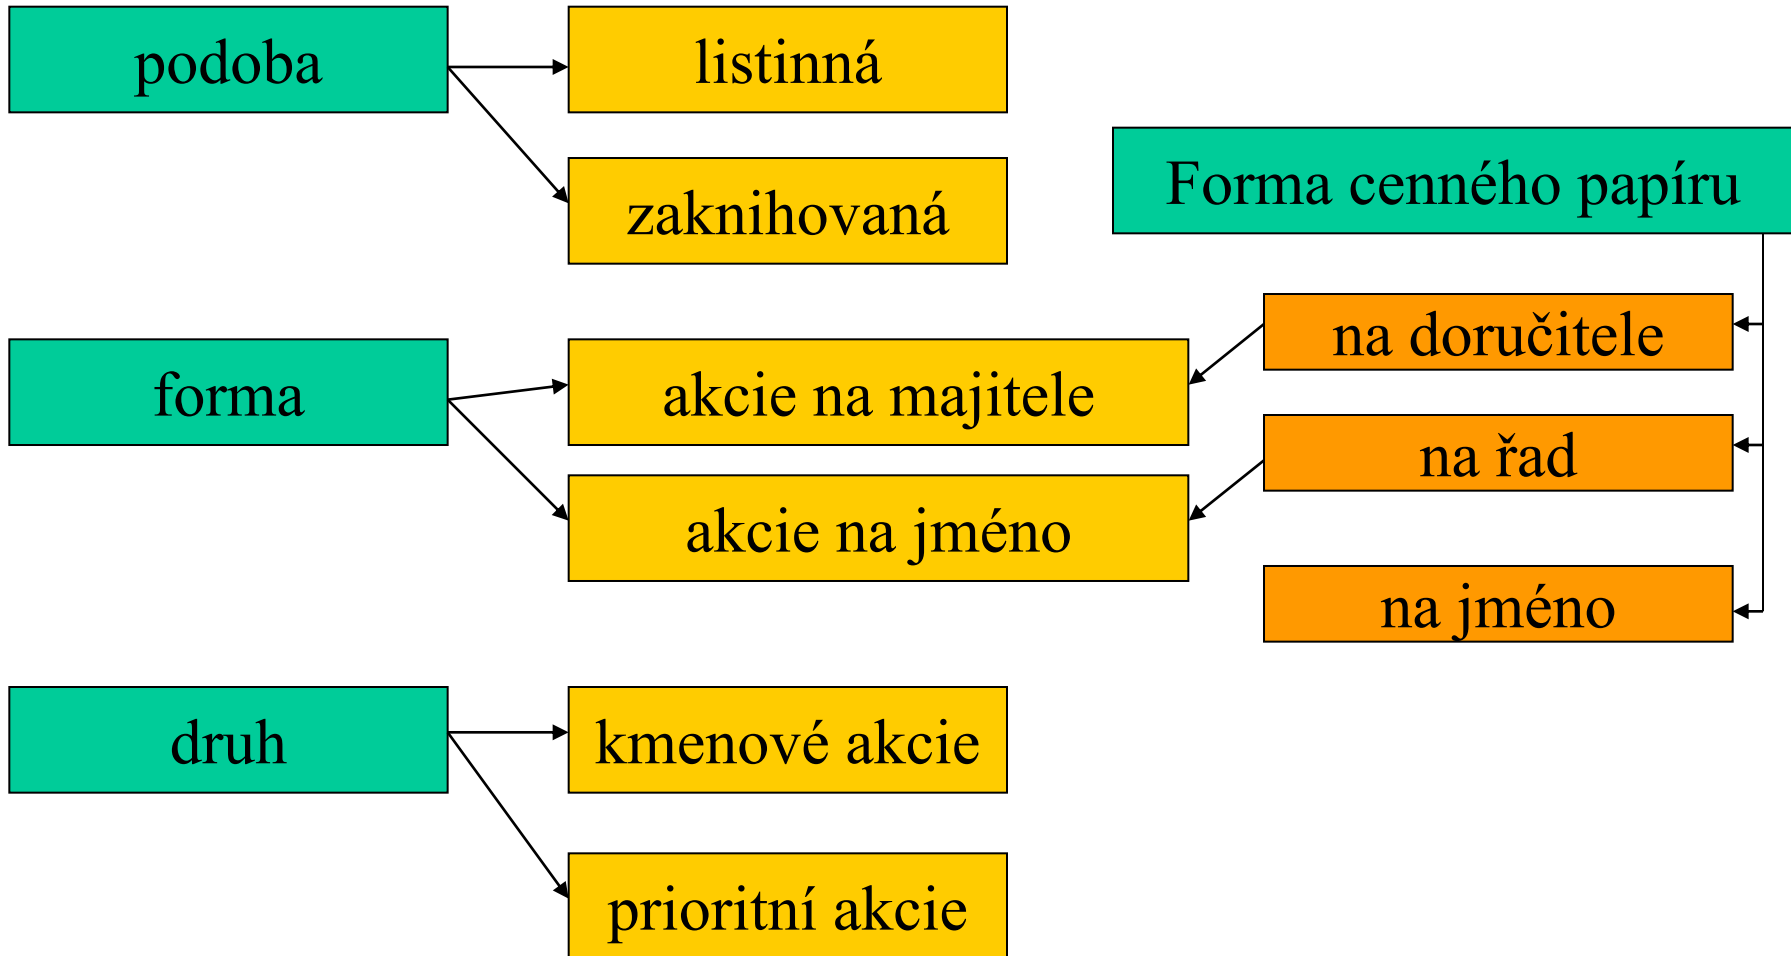 podoba
listinná
zaknihovaná
Forma cenného papíru
na doručitele
forma
akcie na majitele
na řad
akcie na jméno
na jméno
druh
kmenové akcie
prioritní akcie